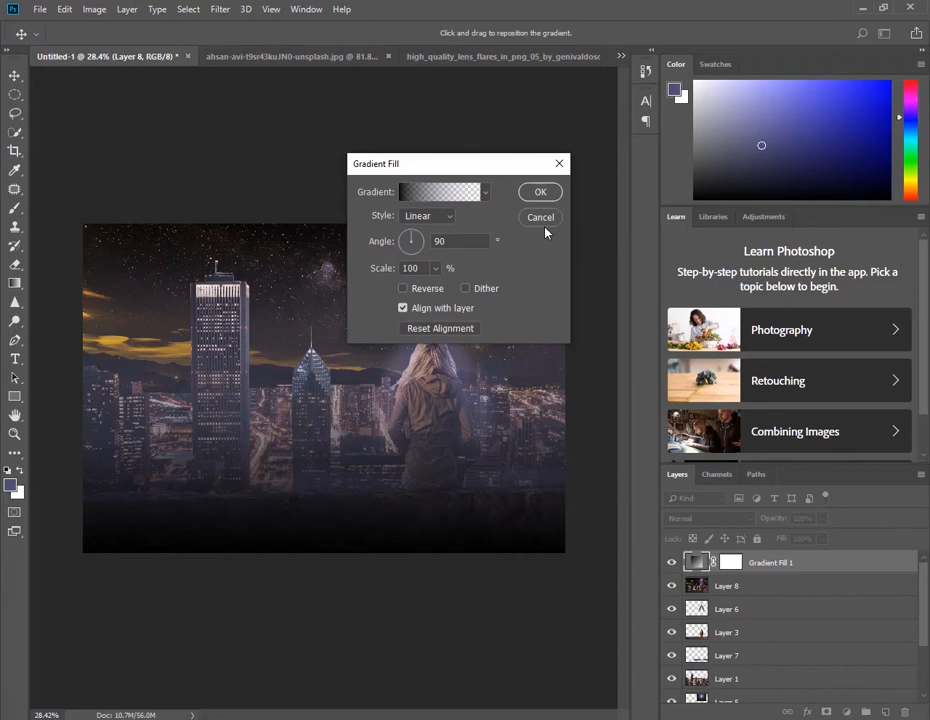 Ps File Edit Image Layer Type Select Filter 3D View Window Help
Click and drag to reposition the gradient.
Untitled-1 @ 28.4% (Layer 8, RGB/8) * ahsan-avi-t9sr43kuJN0-unsplash.jpg @ 81.8... high_quality_lens_flares_in_png_05_by_genivaldosc
Color Swatches
Gradient Fill
Gradient: OK
Style: Linear Cancel
Angle: 90 °
Scale: 100 %
Reverse Dither
Align with layer
Reset Alignment
Learn Libraries Adjustments
Learn Photoshop
Step-by-step tutorials directly in the app. Pick a
topic below to begin.
Photography
Retouching
Combining Images
Layers Channels Paths
Kind
Normal Opacity: 100%
Lock: Fill: 100%
Gradient Fill 1
Layer 8
Layer 6
Layer 3
Layer 7
Layer 1
28.42% Doc: 10.7M/56.0M